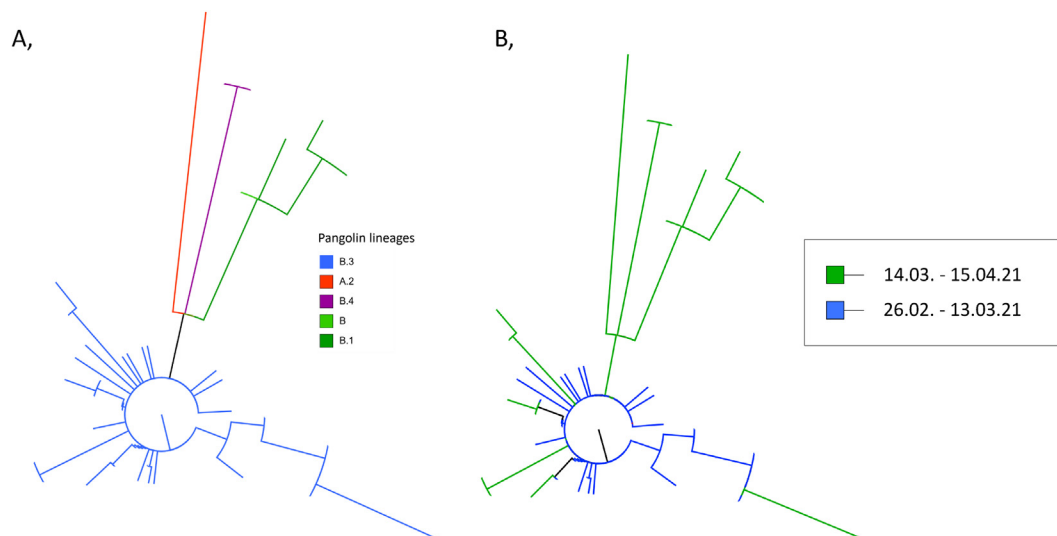 A,
B,
Pangolin lineages
B.3
A.2
B.4
B
B.1
14.03. - 15.04.21
26.02. - 13.03.21